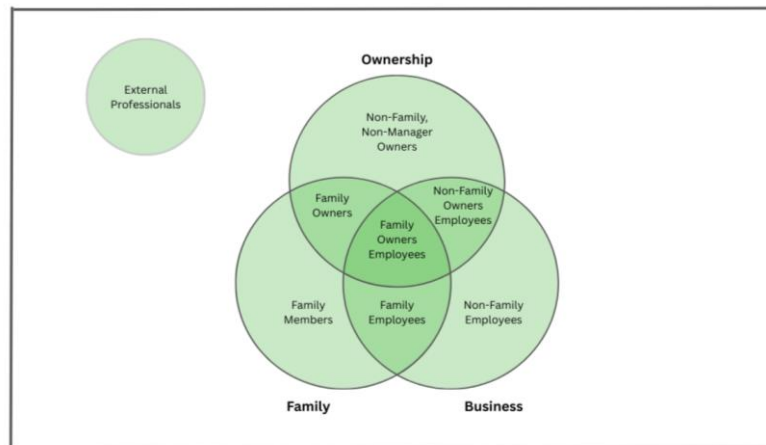 Ownership
External
Professionals
Non-Family,
Non-Manager
Owners
Family
Owners
Non-Family
Owners
Employees
Family
Owners
Employees
Family
Members
Family
Employees
Non-Family
Employees
Family
Business